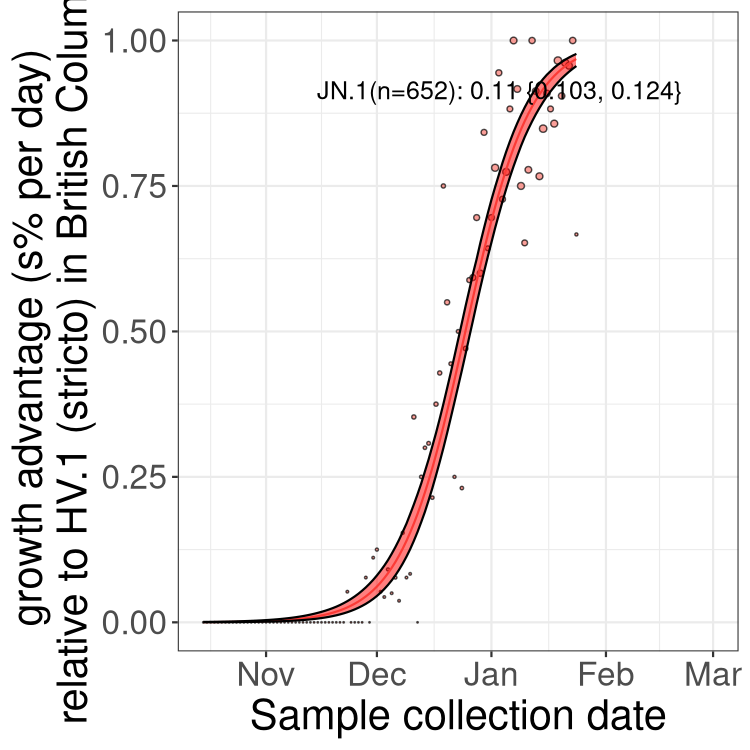 growth advantage (s% per day)
relative to HV.1 (stricto) in British Colum
1.00
0.75
0.50
0.25
0.00
JN.1(n=652): 0.11 {0.103, 0.124}
Nov Dec Jan Feb Mar
Sample collection date